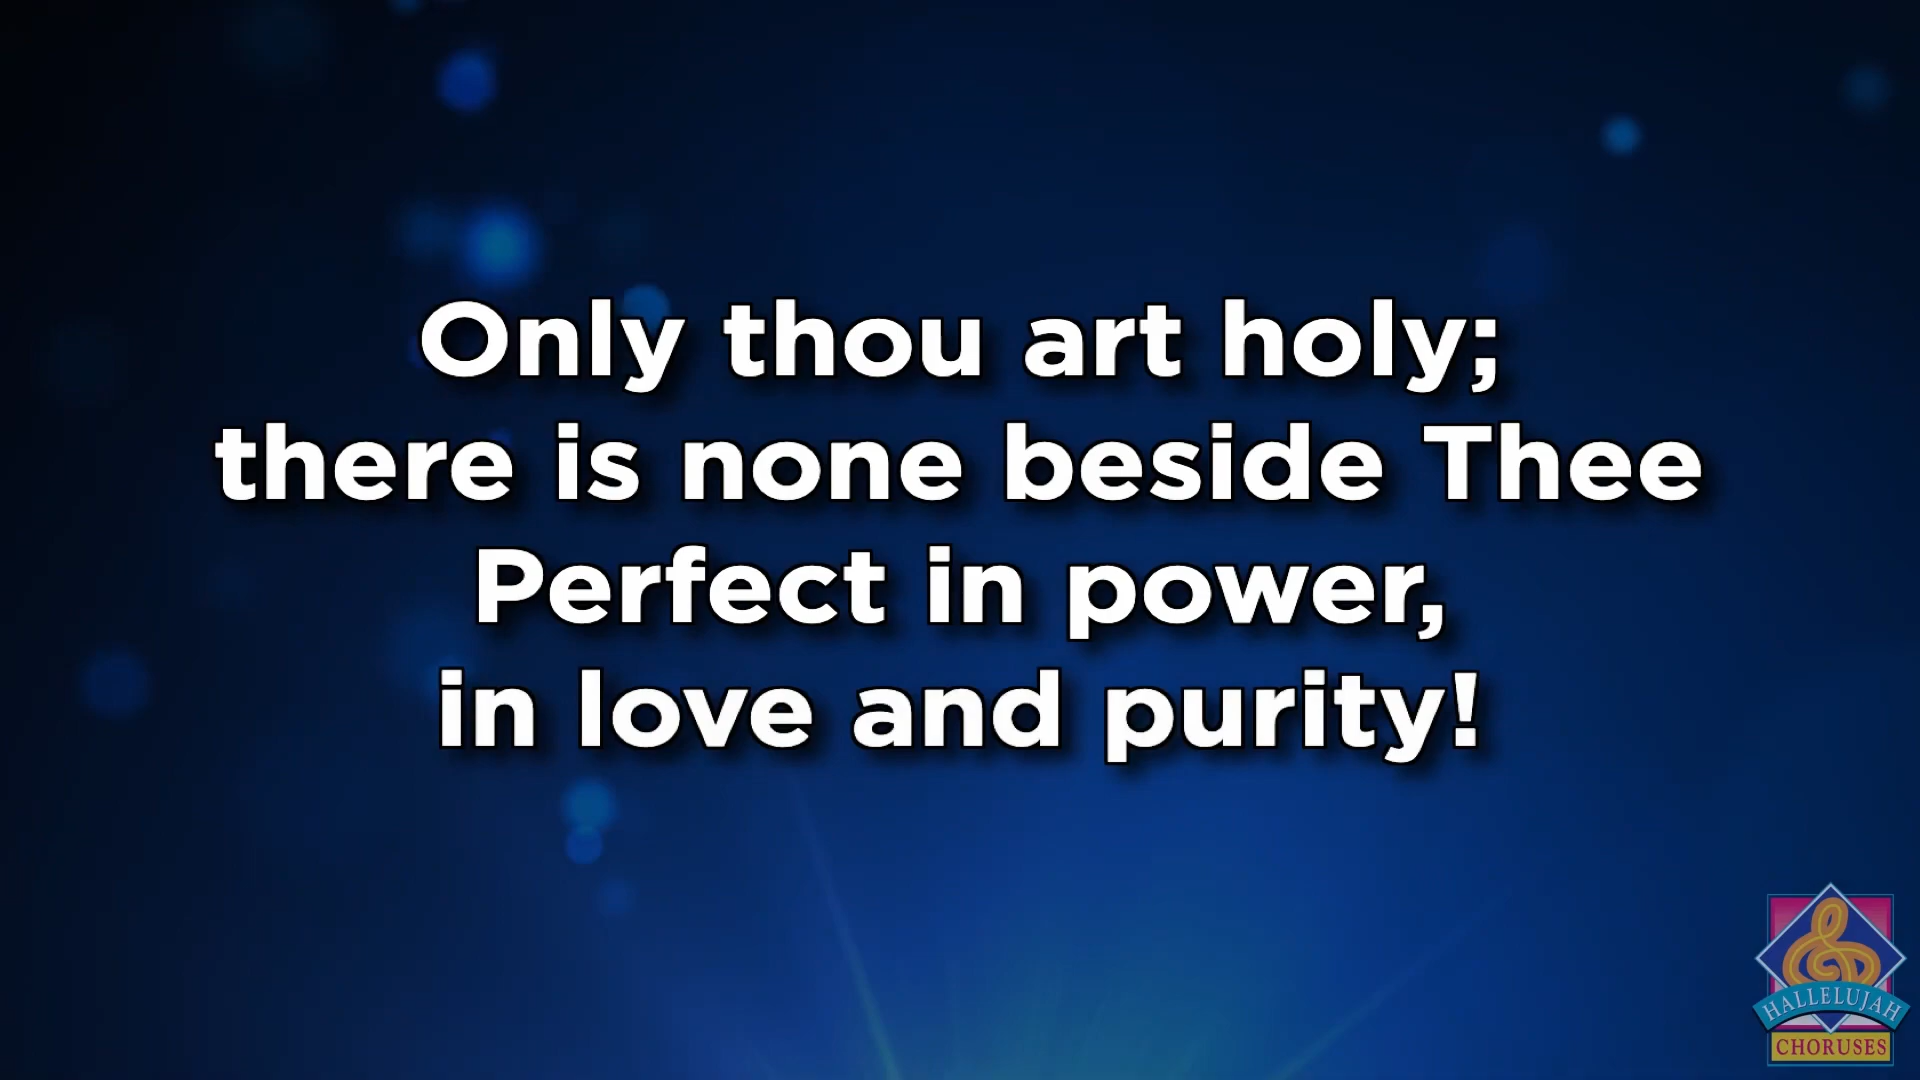 Only thou art holy;
there is none beside Thee
Perfect in power,
in love and purity!
HALLELUJAH
CHORUSES